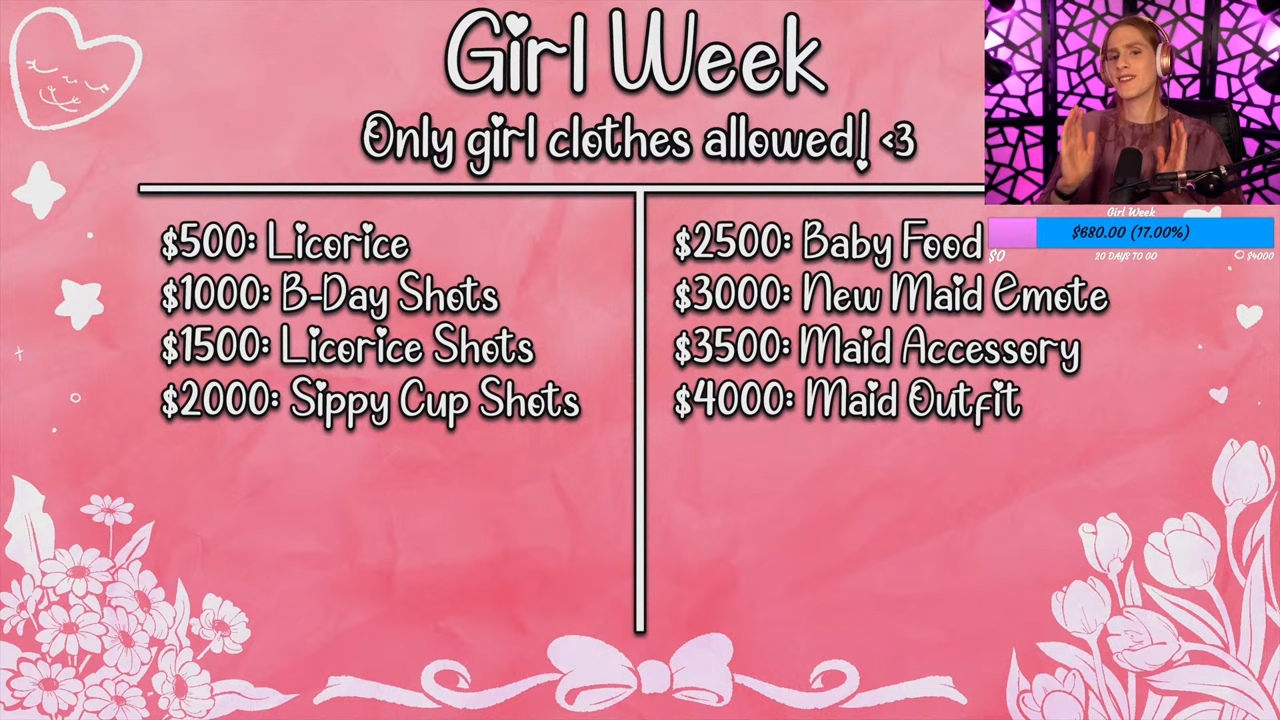 Girl Week
Only girl clothes allowed! <3
$500: Licorice
$1000: B-Day Shots
$1500: Licorice Shots
$2000: Sippy Cup Shots
$2500: Baby Food
$3000: New Maid Emote
$3500: Maid Accessory
$4000: Maid Outfit
Girl Week
$680.00 (17.00%)
$0 20 DAYS TO GO $4000